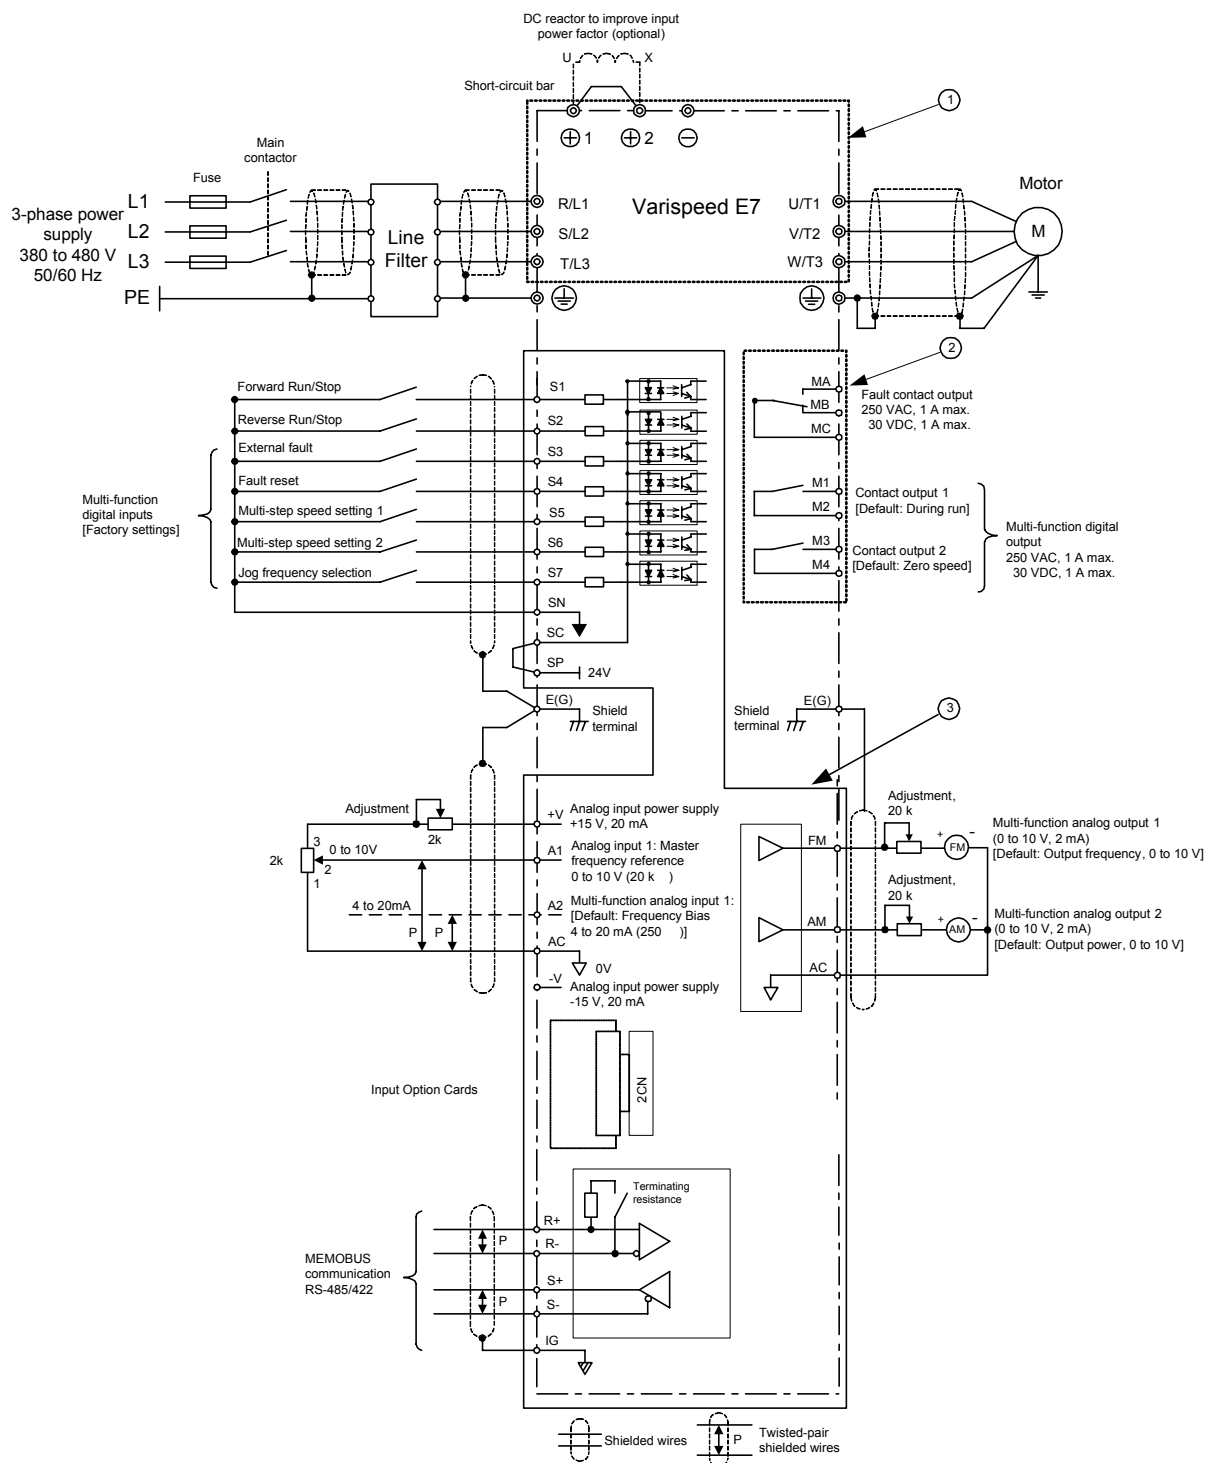 DC reactor to improve input
power factor (optional)
U
X
Short-circuit bar
1
1
2
Main
contactor
Fuse
Motor
L1
3-phase power
supply
380 to 480 V
50/60 Hz
L2
L3
PE
Line
Filter
R/L1
S/L2
T/L3
Varispeed E7
U/T1
V/T2
W/T3
M
2
Forward Run/Stop
Reverse Run/Stop
External fault
Fault reset
Multi-step speed setting 1
Multi-step speed setting 2
Jog frequency selection
Multi-function
digital inputs
[Factory settings]
S1
S2
S3
S4
S5
S6
S7
SN
SC
SP
24V
E(G)
Shield
terminal
MA
MB
MC
Fault contact output
250 VAC, 1 A max.
30 VDC, 1 A max.
M1
M2
Contact output 1
[Default: During run]
M3
M4
Contact output 2
[Default: Zero speed]
Multi-function digital
output
250 VAC, 1 A max.
30 VDC, 1 A max.
Shield
terminal
E(G)
3
Adjustment
2k
2k
3
2
1
0 to 10V
4 to 20mA
P
P
+V
Analog input power supply
+15 V, 20 mA
A1
Analog input 1: Master
frequency reference
0 to 10 V (20 k )
A2
Multi-function analog input 1:
[Default: Frequency Bias
4 to 20 mA (250 )]
AC
0V
-V
Analog input power supply
-15 V, 20 mA
FM
AM
AC
Adjustment,
20 k
+
-
FM
Multi-function analog output 1
(0 to 10 V, 2 mA)
[Default: Output frequency, 0 to 10 V]
Adjustment,
20 k
+
-
AM
Multi-function analog output 2
(0 to 10 V, 2 mA)
[Default: Output power, 0 to 10 V]
Input Option Cards
2CN
Terminating
resistance
MEMOBUS
communication
RS-485/422
P
P
R+
R-
S+
S-
IG
Shielded wires
P
Twisted-pair
shielded wires